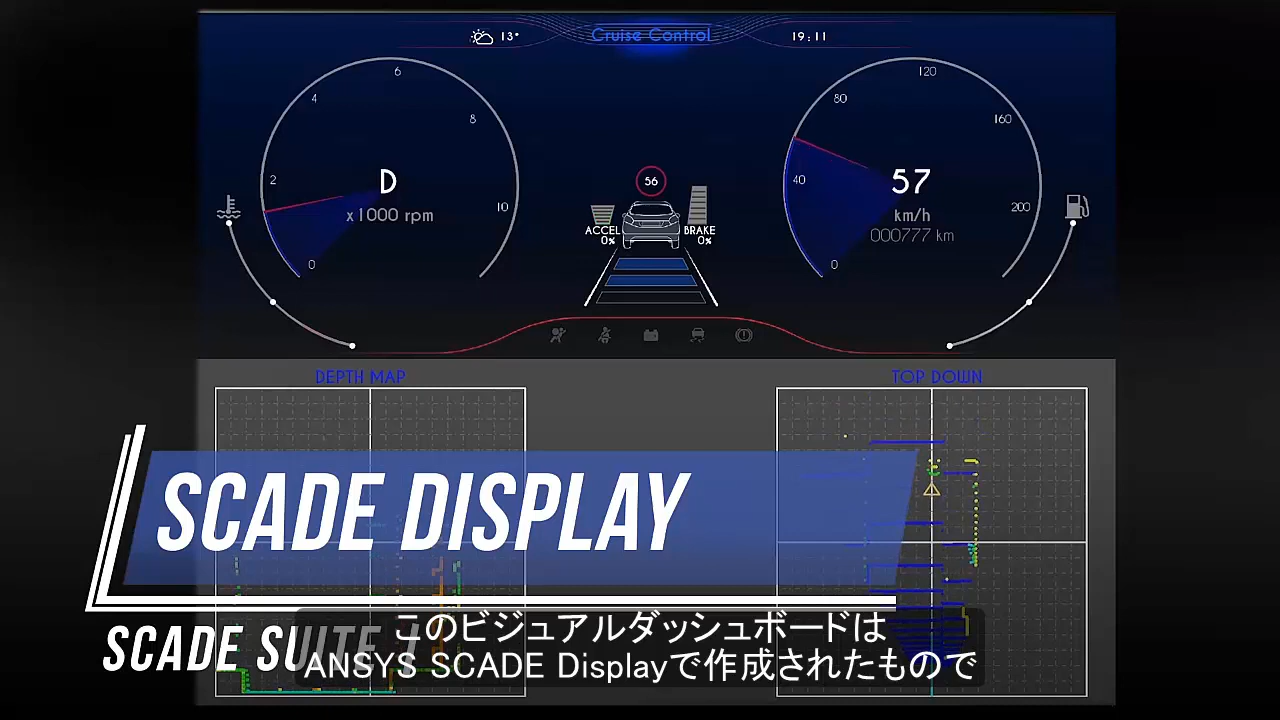 13°
Cruise Control
19:11
6
4
8
2
10
0
D
x1000 rpm
56
ACCEL
0%
BRAKE
0%
120
80
160
40
200
0
57
km/h
000777 km
DEPTH MAP
TOP DOWN
SCADE DISPLAY
SCADE SUITE
このビジュアルダッシュボードは
ANSYS SCADE Displayで作成されたもので